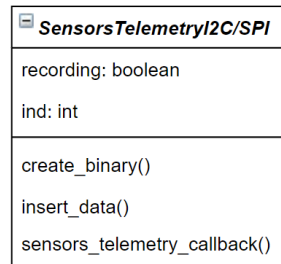 SensorsTelemetryI2C/SPI
recording: boolean
ind: int
create_binary()
insert_data()
sensors_telemetry_callback()